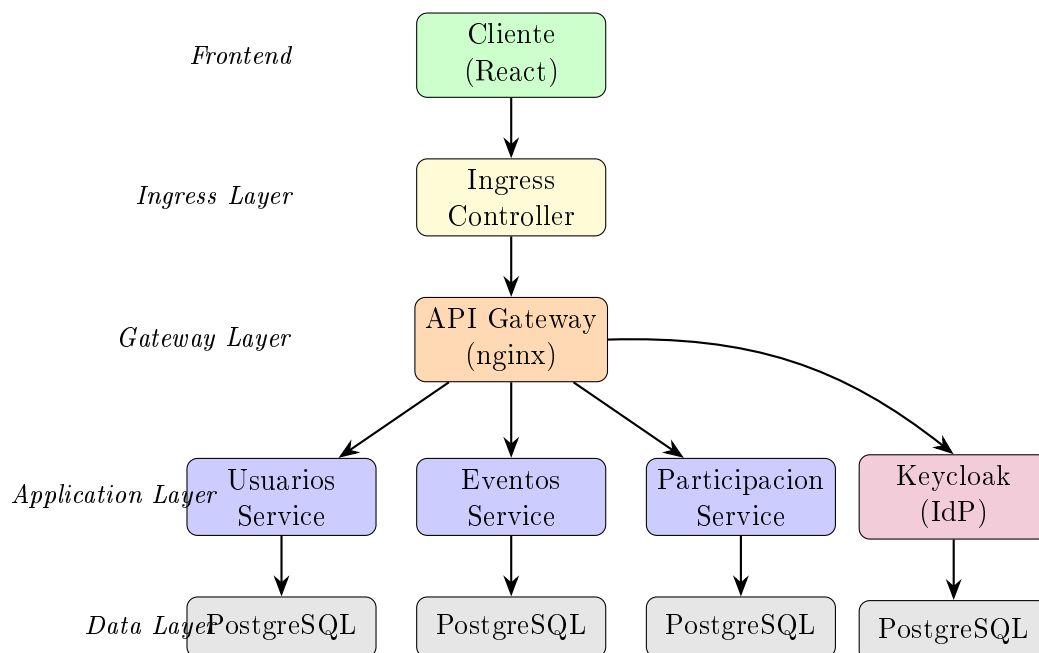 Frontend
Cliente
(React)
Ingress Layer
Ingress
Controller
Gateway Layer
API Gateway
(nginx)
Application Layer
Usuarios
Service
Eventos
Service
Participacion
Service
Keycloak
(IdP)
Data Layer
PostgreSQL
PostgreSQL
PostgreSQL
PostgreSQL